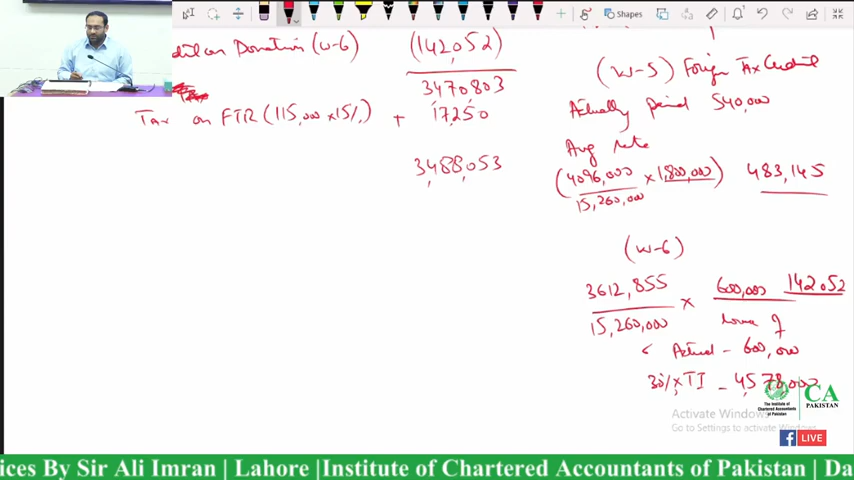 Shapes
on Donations (W-6) (142,052)
3470,803
Tax on FTR (115,000 x 15%) + 17,250
3488,053
(W-5) Foreign Tax Credit
Actually paid 540,000
Avg rate
(4096,000 x 1,800,000) 483,145
15,260,000
(W-6)
3612,855 x 600,000 142,052
15,260,000 lower of
Actual - 600,000
30% x TI - 4578,000
The Institute of
Chartered Accountants
of Pakistan
CA
PAKISTAN
Activate Windows
Go to Settings to activate Windows.
LIVE
ices By Sir Ali Imran | Lahore |Institute of Chartered Accountants of Pakistan | Da